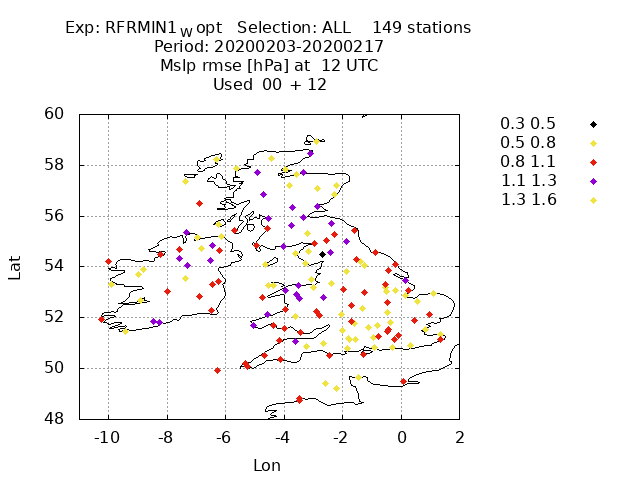 Exp: RFRMIN1_W opt Selection: ALL 149 stations
Period: 20200203-20200217
Mslp rmse [hPa] at 12 UTC
Used 00 + 12
60
58
56
54
52
50
48
Lat
-10 -8 -6 -4 -2 0 2
Lon
0.3 0.5
0.5 0.8
0.8 1.1
1.1 1.3
1.3 1.6